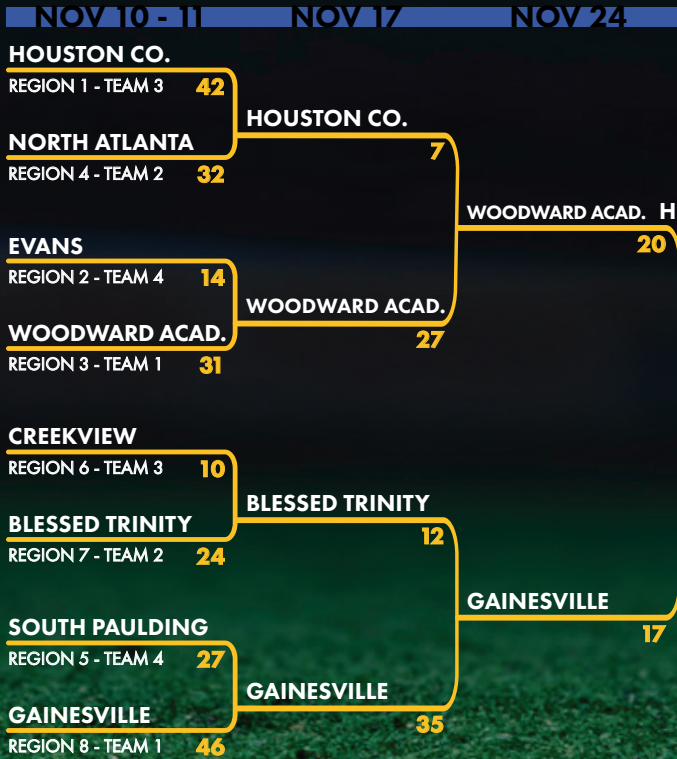 NOV 10 - 11 NOV 17 NOV 24
HOUSTON CO.
REGION 1 - TEAM 3 42
NORTH ATLANTA
REGION 4 - TEAM 2 32
EVANS
REGION 2 - TEAM 4 14
WOODWARD ACAD.
REGION 3 - TEAM 1 31
CREEKVIEW
REGION 6 - TEAM 3 10
BLESSED TRINITY
REGION 7 - TEAM 2 24
SOUTH PAULDING
REGION 5 - TEAM 4 27
GAINESVILLE
REGION 8 - TEAM 1 46
HOUSTON CO.
7
WOODWARD ACAD.
27
BLESSED TRINITY
12
GAINESVILLE
35
WOODWARD ACAD. H
20
GAINESVILLE
17